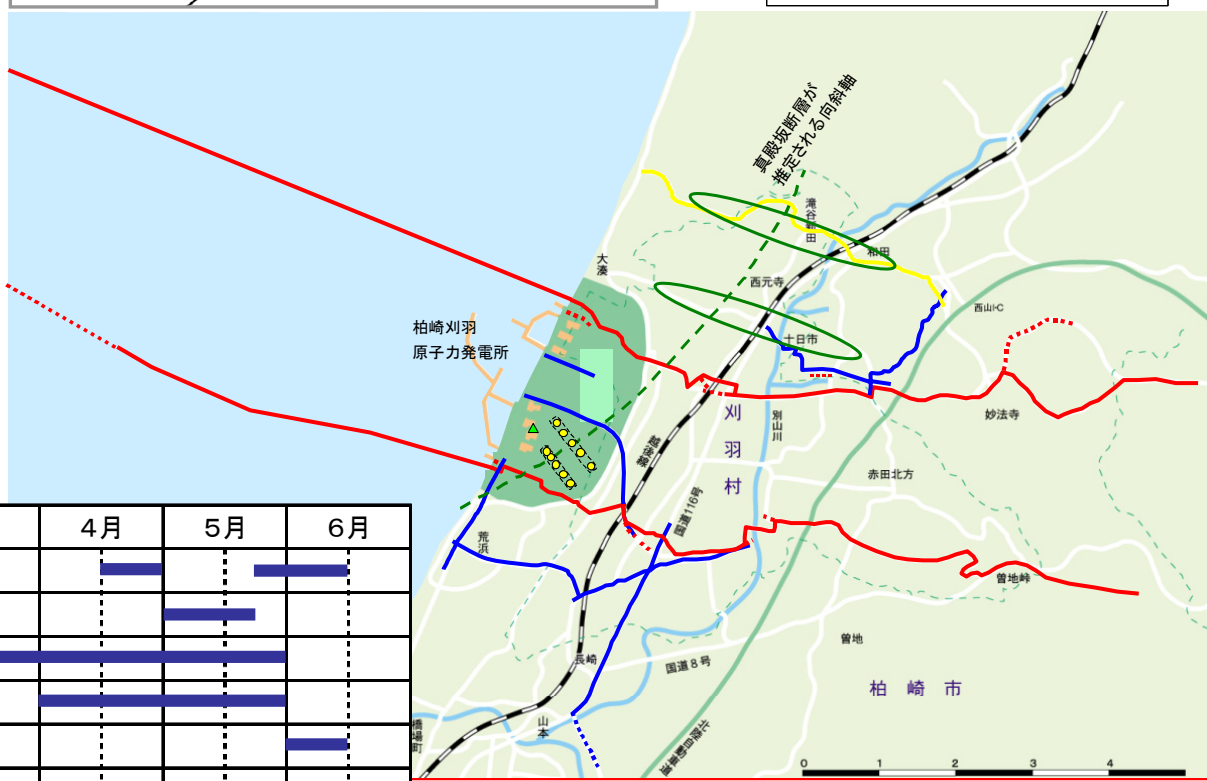 真殿坂断層が
推定される向斜軸
滝谷新田
和田
大湊
西元寺
西山I・C
柏崎刈羽
原子力発電所
十日市
刈羽村
別山川
妙法寺
越後線
赤田北方
国道116号
荒浜
曽地峠
曽地
長崎
国道8号
柏崎市
山本
橋場町
北陸自動車道
4月 5月 6月
0 1 2 3 4